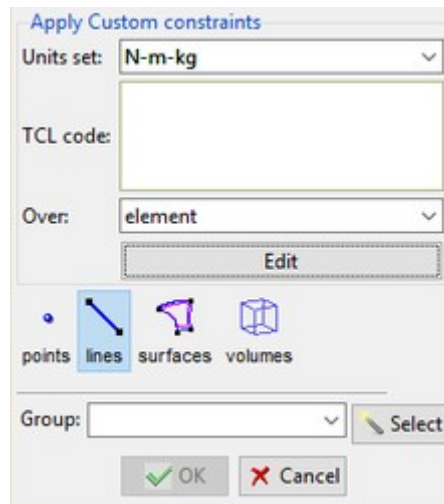 Apply Custom constraints
Units set: N-m-kg
TCL code:
Over: element
Edit
points lines surfaces volumes
Group: Select
OK Cancel